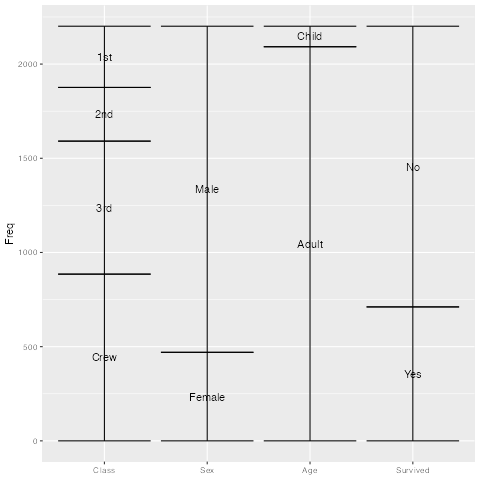 Freq
2000
1500
1000
500
0
1st
2nd
3rd
Crew
Male
Female
Child
Adult
No
Yes
Class Sex Age Survived